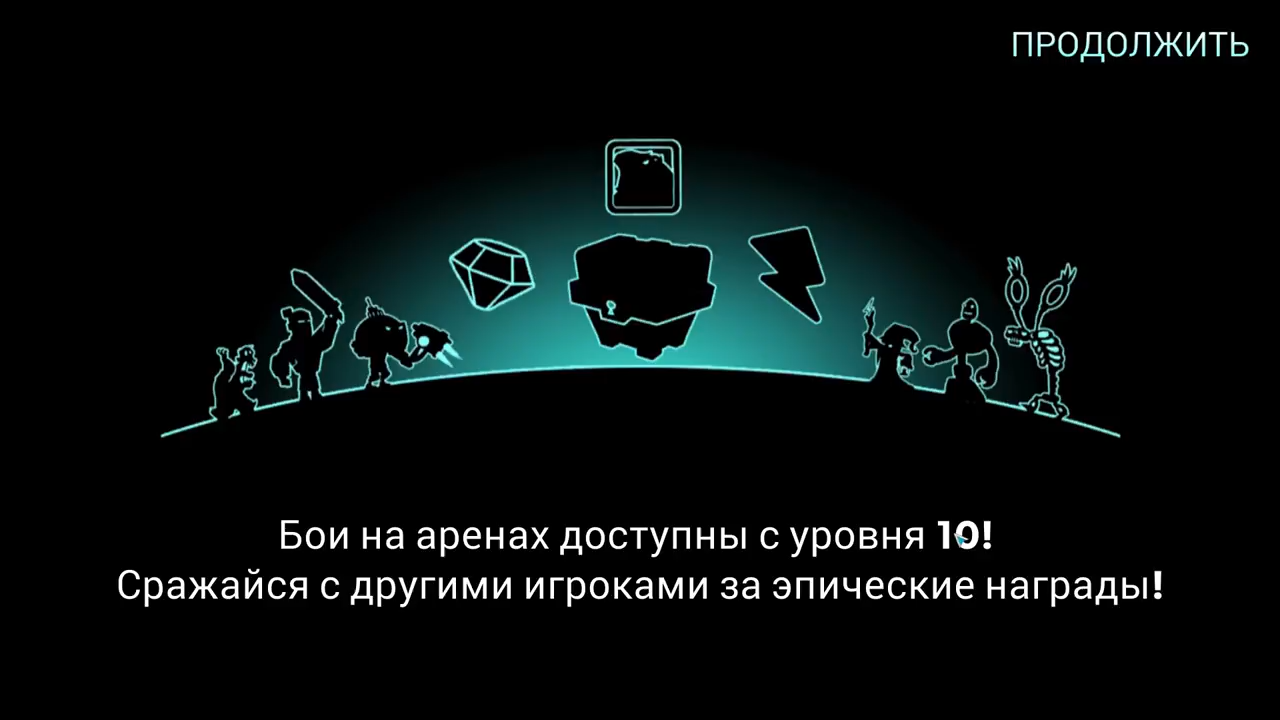 ПРОДОЛЖИТЬ
Бои на аренах доступны с уровня 10!
Сражайся с другими игроками за эпические награды!